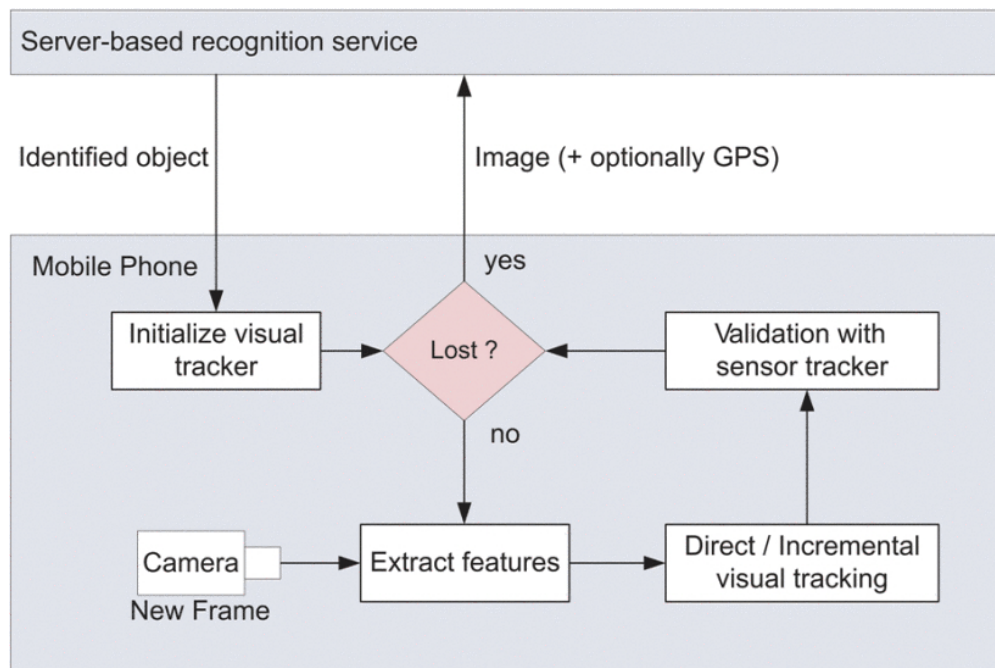 Server-based recognition service
Identified object
Image (+ optionally GPS)
Mobile Phone
yes
Initialize visual
tracker
Lost ?
Validation with
sensor tracker
no
Camera
New Frame
Extract features
Direct / Incremental
visual tracking